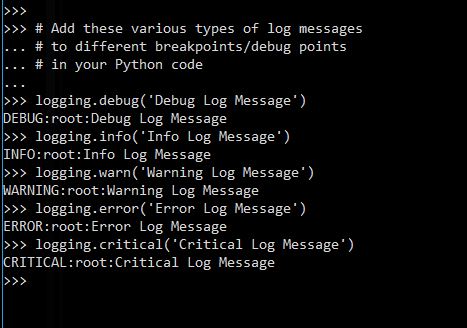 >>>
>>> # Add these various types of log messages
... # to different breakpoints/debug points
... # in your Python code
...
>>> logging.debug('Debug Log Message')
DEBUG:root:Debug Log Message
>>> logging.info('Info Log Message')
INFO:root:Info Log Message
>>> logging.warn('Warning Log Message')
WARNING:root:Warning Log Message
>>> logging.error('Error Log Message')
ERROR:root:Error Log Message
>>> logging.critical('Critical Log Message')
CRITICAL:root:Critical Log Message
>>>